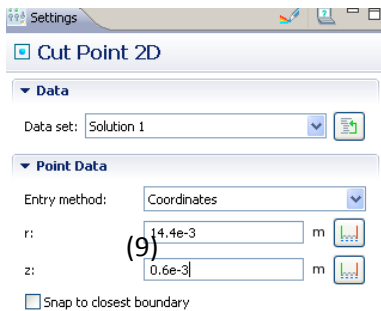 Settings
Cut Point 2D
Data
Data set: Solution 1
Point Data
Entry method: Coordinates
r: 14.4e-3 m
(9)
z: 0.6e-3 m
Snap to closest boundary